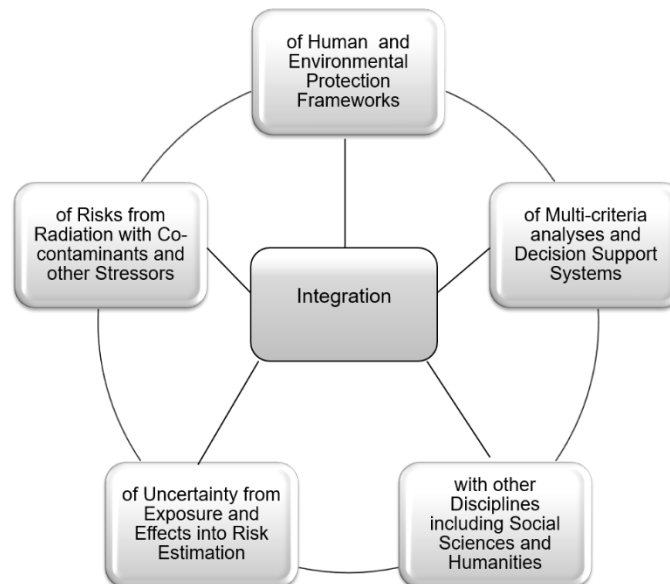 of Human and
Environmental
Protection
Frameworks
of Risks from
Radiation with Co-
contaminants and
other Stressors
of Multi-criteria
analyses and
Decision Support
Systems
Integration
of Uncertainty from
Exposure and
Effects into Risk
Estimation
with other
Disciplines
including Social
Sciences and
Humanities